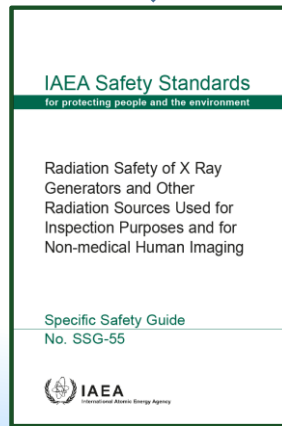 IAEA Safety Standards
for protecting people and the environment
Radiation Safety of X Ray
Generators and Other
Radiation Sources Used for
Inspection Purposes and for
Non-medical Human Imaging
Specific Safety Guide
No. SSG-55
IAEA
International Atomic Energy Agency